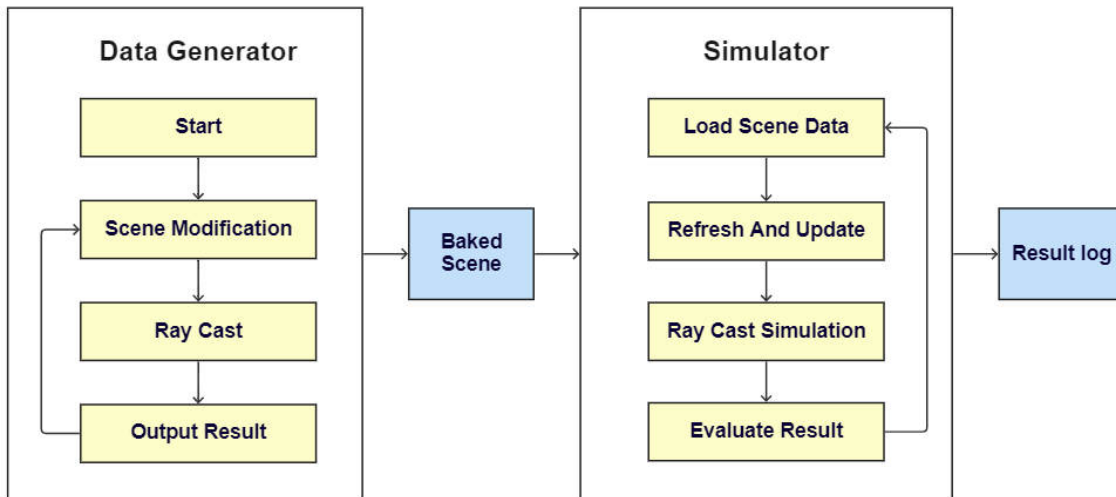 Data Generator
Start
Scene Modification
Ray Cast
Output Result
Baked
Scene
Simulator
Load Scene Data
Refresh And Update
Ray Cast Simulation
Evaluate Result
Result log